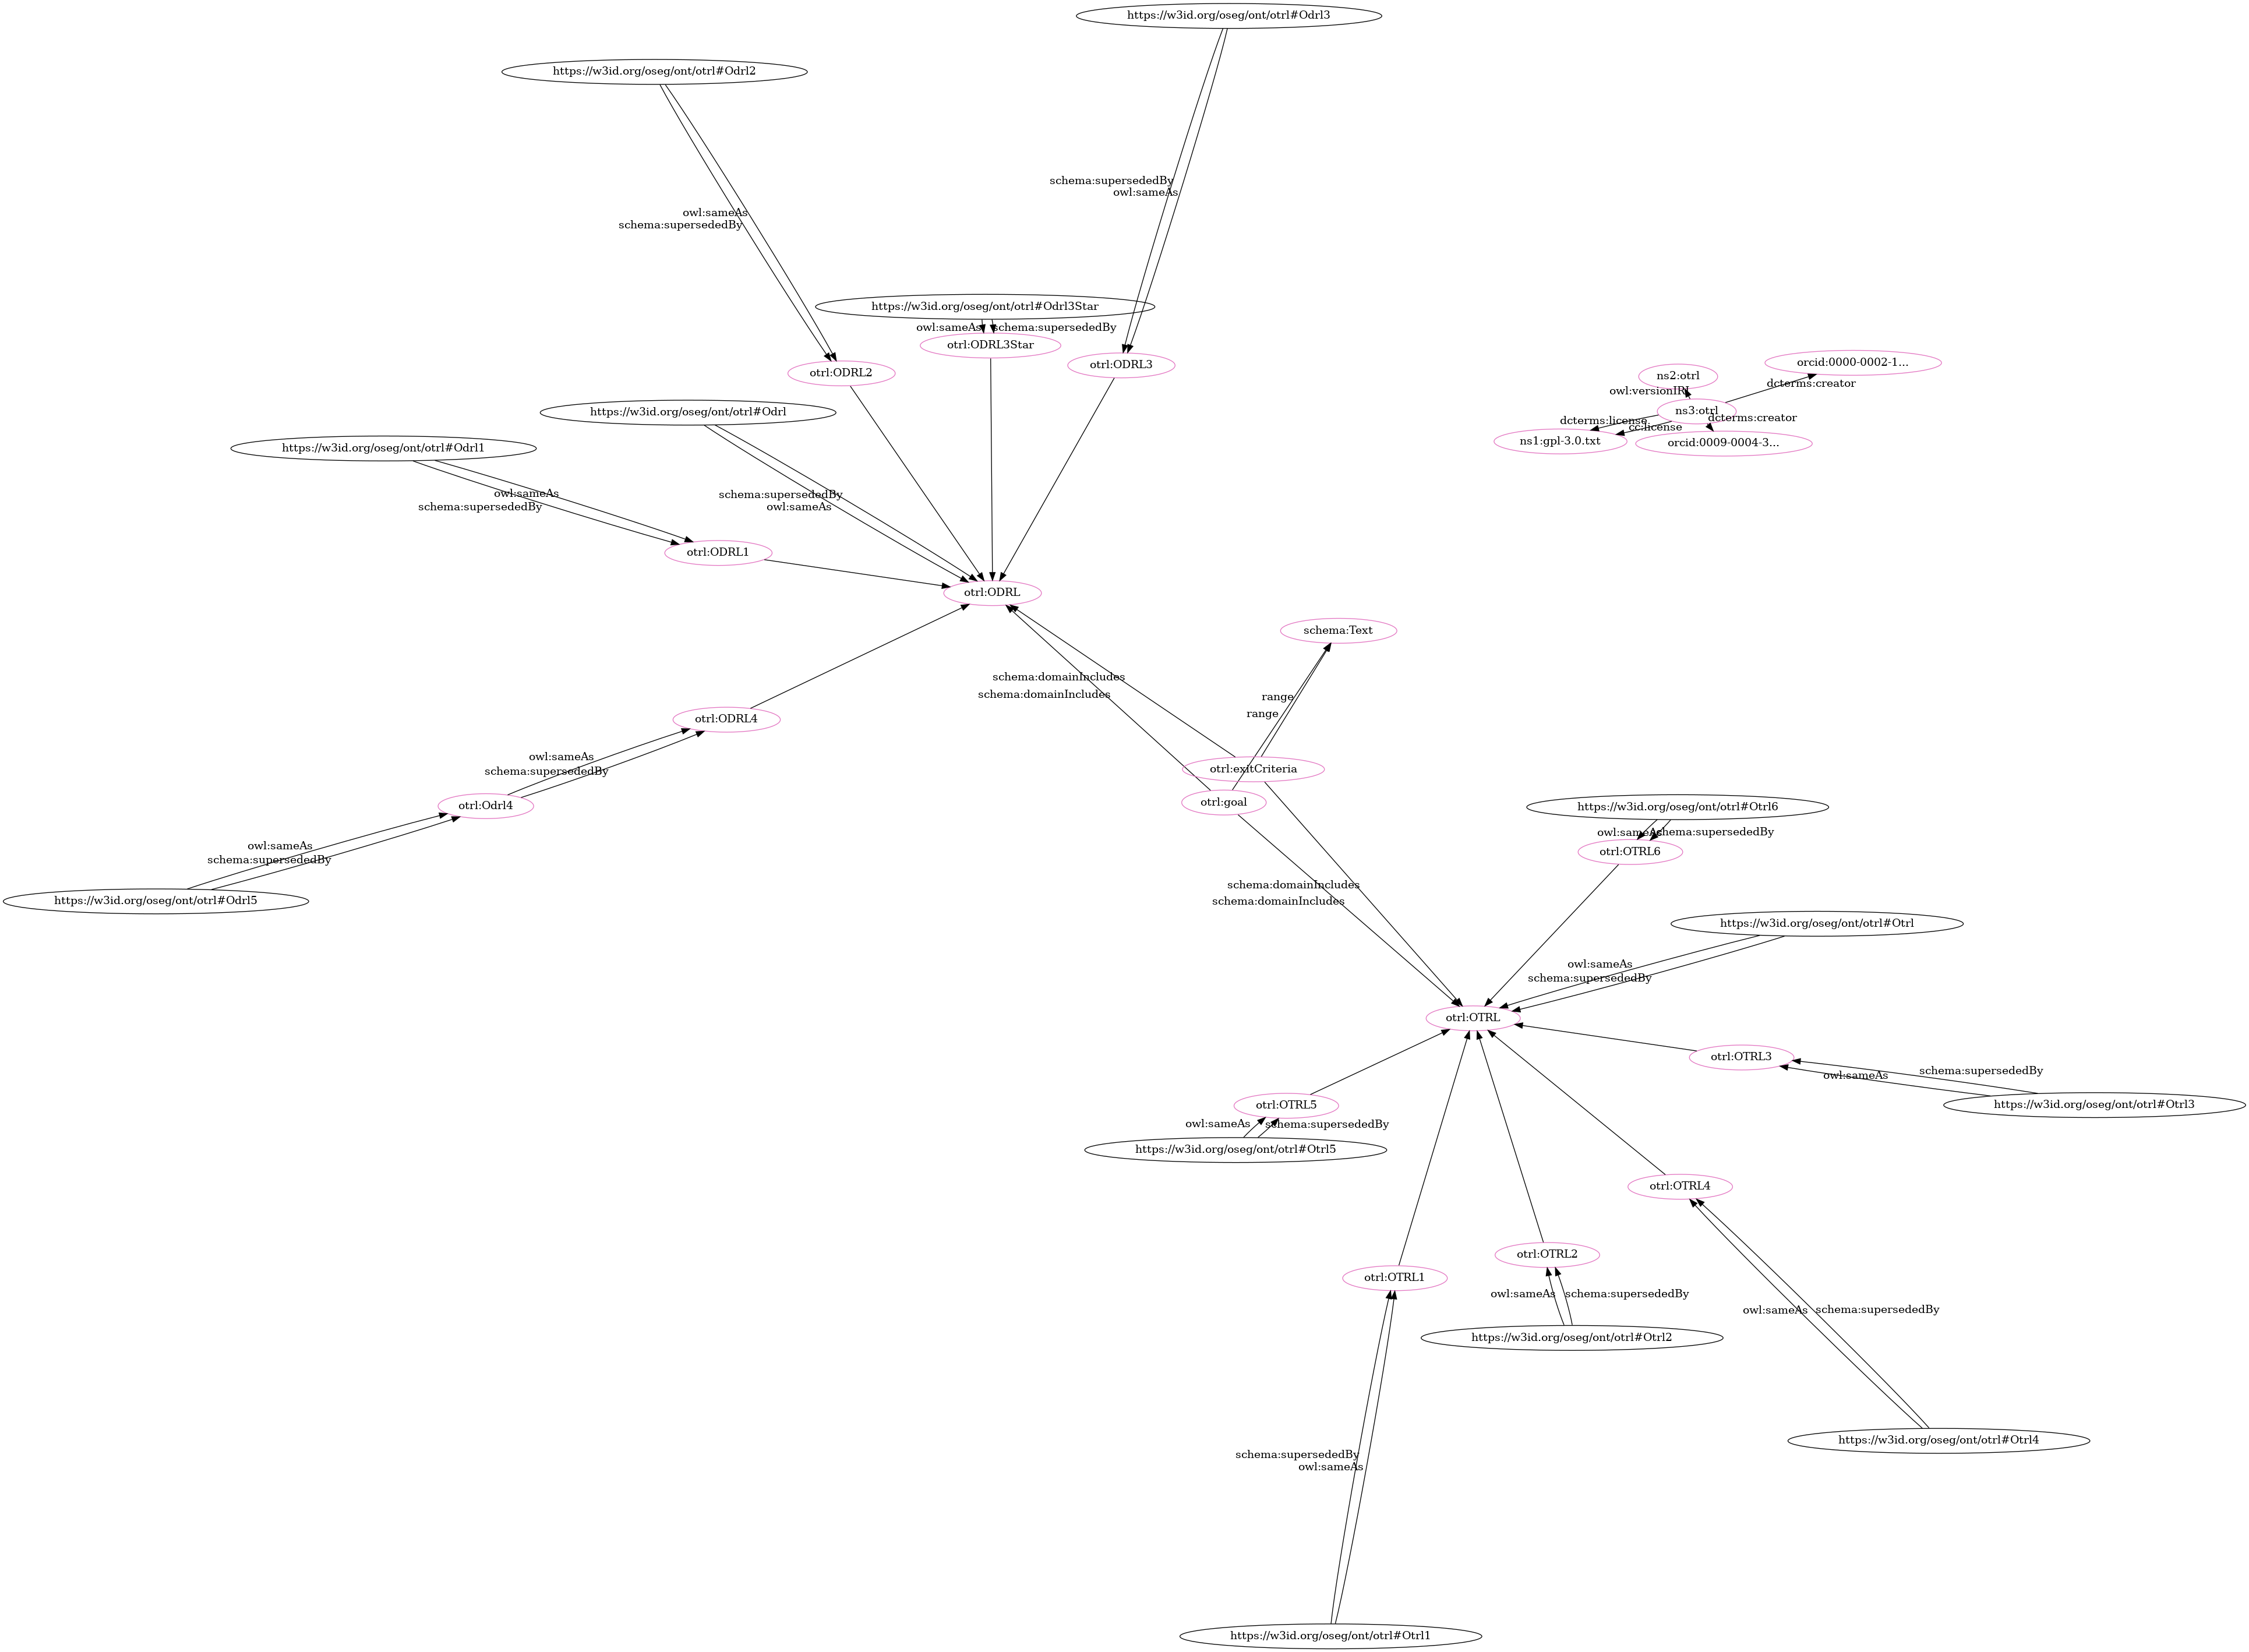 https://w3id.org/oseg/ont/otrl#Odrl3
https://w3id.org/oseg/ont/otrl#Odrl2
schema:supersededBy
owl:sameAs
owl:sameAs
schema:supersededBy
https://w3id.org/oseg/ont/otrl#Odrl3Star
owl:sameAs
schema:supersededBy
otrl:ODRL3Star
otrl:ODRL3
otrl:ODRL2
orcid:0000-0002-1...
ns2:otrl
dcterms:creator
owl:versionIRI
ns3:otrl
dcterms:creator
dcterms:license
cc:license
ns1:gpl-3.0.txt
orcid:0009-0004-3...
https://w3id.org/oseg/ont/otrl#Odrl
https://w3id.org/oseg/ont/otrl#Odrl1
owl:sameAs
schema:supersededBy
schema:supersededBy
owl:sameAs
otrl:ODRL1
otrl:ODRL
schema:Text
schema:domainIncludes
schema:domainIncludes
range
range
otrl:ODRL4
owl:sameAs
schema:supersededBy
otrl:exitCriteria
otrl:goal
otrl:Odrl4
https://w3id.org/oseg/ont/otrl#Otrl6
owl:sameAs
schema:supersededBy
otrl:OTRL6
owl:sameAs
schema:supersededBy
https://w3id.org/oseg/ont/otrl#Odrl5
schema:domainIncludes
schema:domainIncludes
https://w3id.org/oseg/ont/otrl#Otrl
owl:sameAs
schema:supersededBy
otrl:OTRL
otrl:OTRL3
schema:supersededBy
owl:sameAs
https://w3id.org/oseg/ont/otrl#Otrl3
otrl:OTRL5
owl:sameAs
schema:supersededBy
https://w3id.org/oseg/ont/otrl#Otrl5
otrl:OTRL4
otrl:OTRL2
otrl:OTRL1
owl:sameAs
schema:supersededBy
owl:sameAs
schema:supersededBy
https://w3id.org/oseg/ont/otrl#Otrl2
https://w3id.org/oseg/ont/otrl#Otrl4
schema:supersededBy
owl:sameAs
https://w3id.org/oseg/ont/otrl#Otrl1